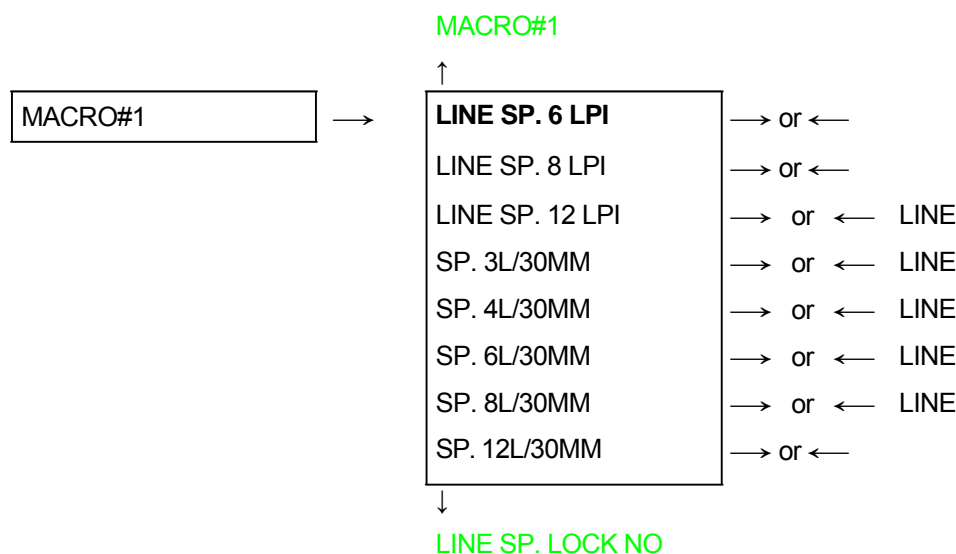 MACRO#1
↑
MACRO#1 → LINE SP. 6 LPI → or ←
LINE SP. 8 LPI → or ←
LINE SP. 12 LPI → or ← LINE
SP. 3L/30MM → or ← LINE
SP. 4L/30MM → or ← LINE
SP. 6L/30MM → or ← LINE
SP. 8L/30MM → or ← LINE
SP. 12L/30MM → or ←
↓
LINE SP. LOCK NO